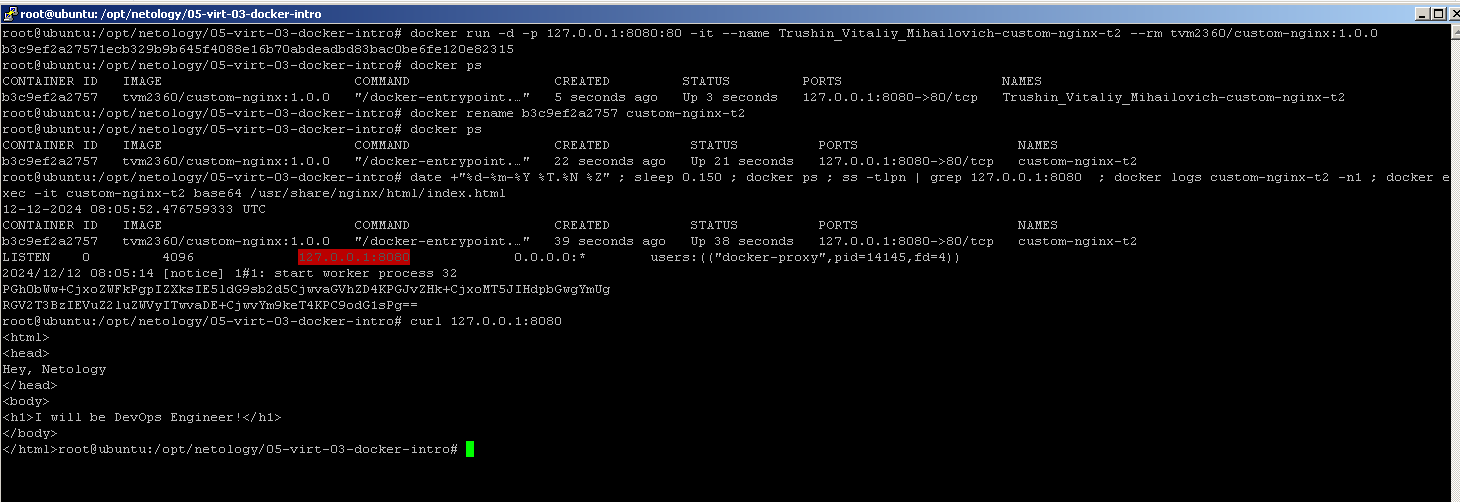 root@ubuntu: /opt/netology/05-virt-03-docker-intro
root@ubuntu:/opt/netology/05-virt-03-docker-intro# docker run -d -p 127.0.0.1:8080:80 -it --name Trushin_Vitaliy_Mihailovich-custom-nginx-t2 --rm tvm2360/custom-nginx:1.0.0
b3c9ef2a27571ecb329b9b645f4088e16b70abdeadbd83bac0be6fe120e82315
root@ubuntu:/opt/netology/05-virt-03-docker-intro# docker ps
CONTAINER ID   IMAGE                        COMMAND                  CREATED         STATUS         PORTS                    NAMES
b3c9ef2a2757   tvm2360/custom-nginx:1.0.0   "/docker-entrypoint.…"   5 seconds ago   Up 3 seconds   127.0.0.1:8080->80/tcp   Trushin_Vitaliy_Mihailovich-custom-nginx-t2
root@ubuntu:/opt/netology/05-virt-03-docker-intro# docker rename b3c9ef2a2757 custom-nginx-t2
root@ubuntu:/opt/netology/05-virt-03-docker-intro# docker ps
CONTAINER ID   IMAGE                        COMMAND                  CREATED          STATUS          PORTS                    NAMES
b3c9ef2a2757   tvm2360/custom-nginx:1.0.0   "/docker-entrypoint.…"   22 seconds ago   Up 21 seconds   127.0.0.1:8080->80/tcp   custom-nginx-t2
root@ubuntu:/opt/netology/05-virt-03-docker-intro# date +"%d-%m-%Y %T.%N %Z" ; sleep 0.150 ; docker ps ; ss -tlpn | grep 127.0.0.1:8080  ; docker logs custom-nginx-t2 -n1 ; docker e
xec -it custom-nginx-t2 base64 /usr/share/nginx/html/index.html
12-12-2024 08:05:52.476759333 UTC
CONTAINER ID   IMAGE                        COMMAND                  CREATED          STATUS          PORTS                    NAMES
b3c9ef2a2757   tvm2360/custom-nginx:1.0.0   "/docker-entrypoint.…"   39 seconds ago   Up 38 seconds   127.0.0.1:8080->80/tcp   custom-nginx-t2
LISTEN   0         4096             127.0.0.1:8080             0.0.0.0:*        users:(("docker-proxy",pid=14145,fd=4))
2024/12/12 08:05:14 [notice] 1#1: start worker process 32
PGh0bWw+CjxoZWFkPgpIZXksIE5ldG9sb2d5CjwvaGVhZD4KPGJvZHk+CjxoMT5JIHdpbGwgYmUg
RGV2T3BzIEVuZ2luZWVyITwvaDE+CjwvYm9keT4KPC9odG1sPg==
root@ubuntu:/opt/netology/05-virt-03-docker-intro# curl 127.0.0.1:8080
<html>
<head>
Hey, Netology
</head>
<body>
<h1>I will be DevOps Engineer!</h1>
</body>
</html>root@ubuntu:/opt/netology/05-virt-03-docker-intro#